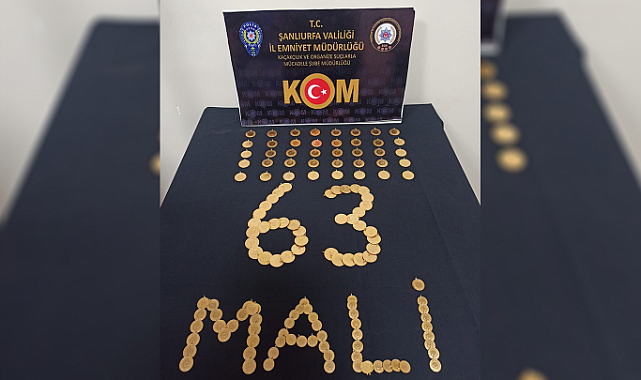 T.C.
ŞANLIURFA VALİLİĞİ
İL EMNİYET MÜDÜRLÜĞÜ
KAÇAKÇILIK VE ORGANİZE SUÇLARLA
MÜCADELE ŞUBE MÜDÜRLÜĞÜ
KOM
63
MALİ